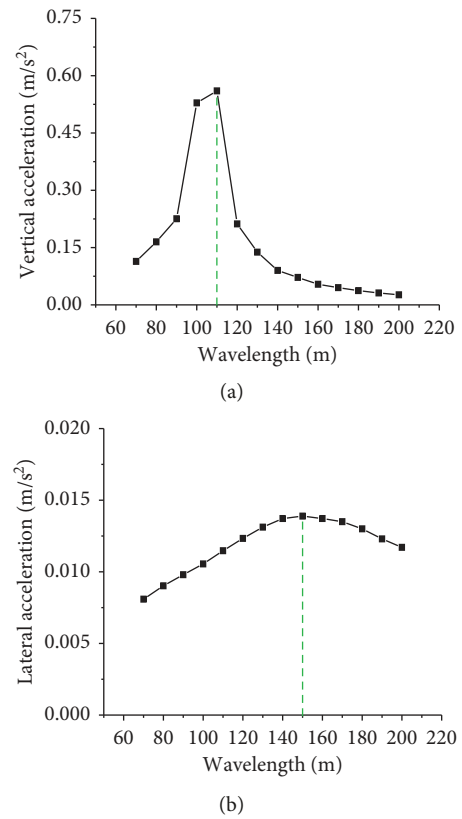 0.75
0.60
0.45
0.30
0.15
0.00
Vertical acceleration (m/s²)
60 80 100 120 140 160 180 200 220
Wavelength (m)
(a)
0.020
0.015
0.010
0.005
0.000
Lateral acceleration (m/s²)
60 80 100 120 140 160 180 200 220
Wavelength (m)
(b)